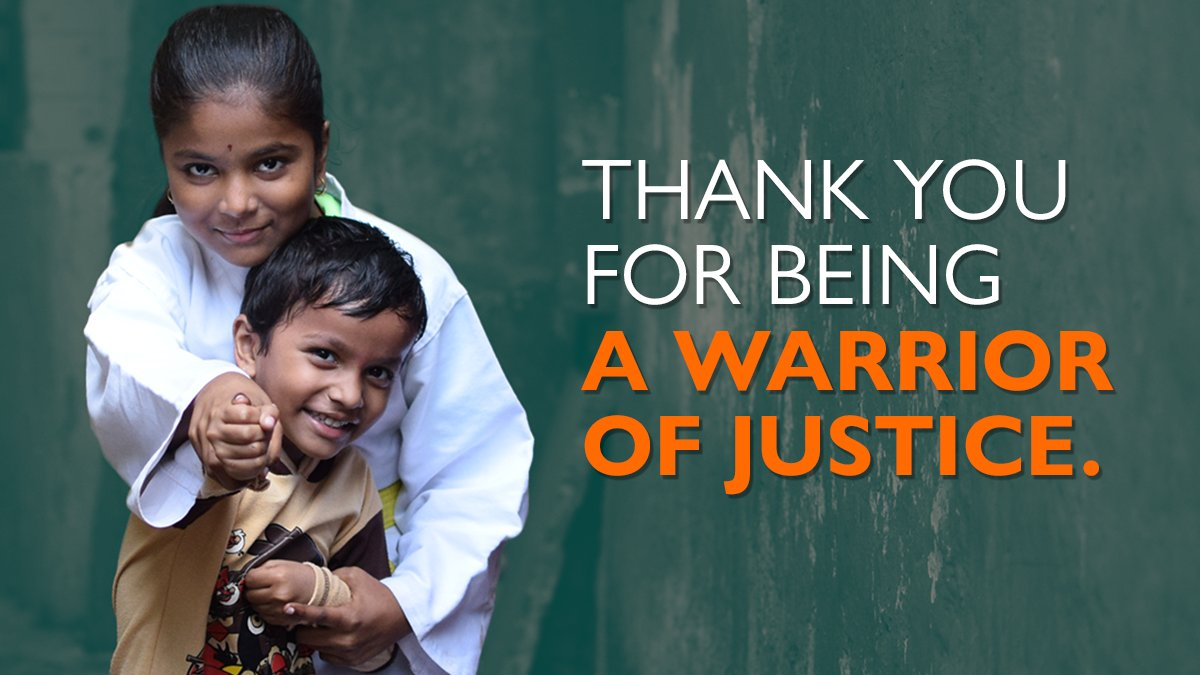 THANK YOU
FOR BEING
A WARRIOR
OF JUSTICE.